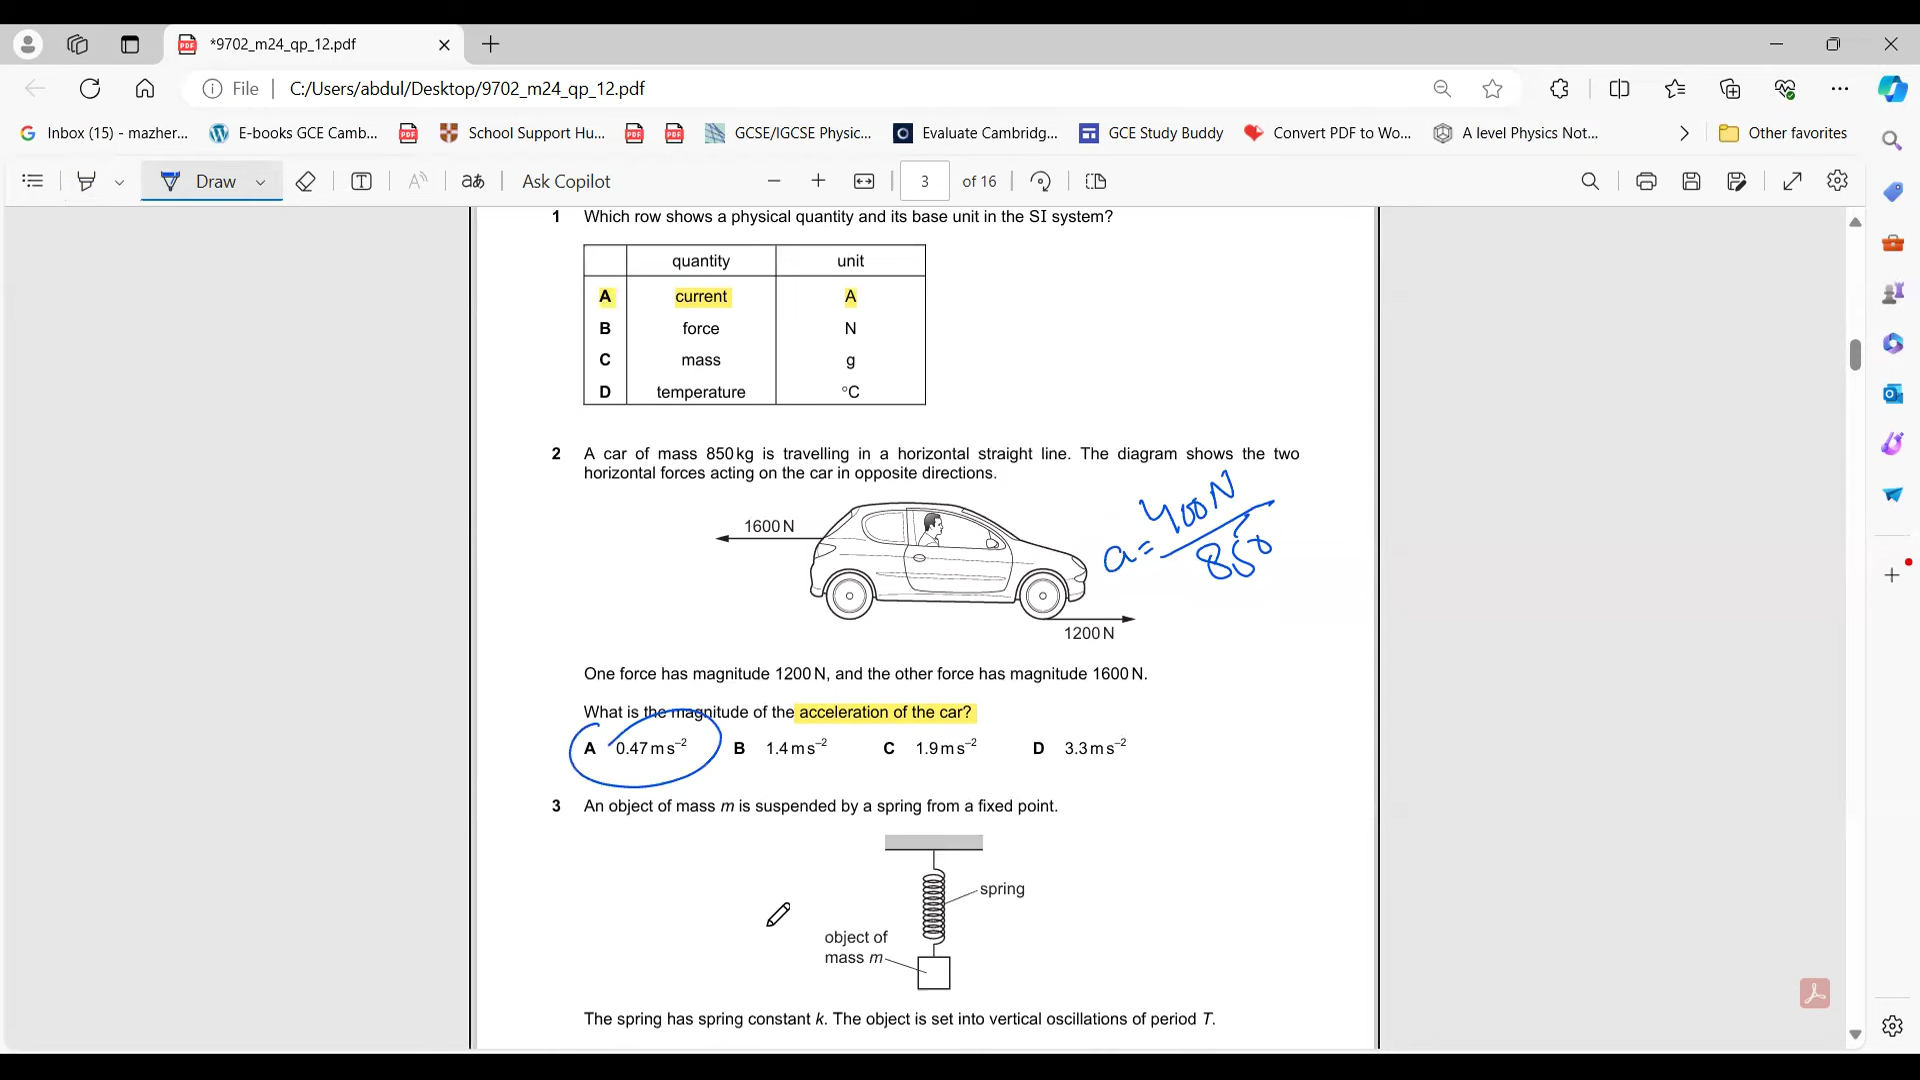 *9702_m24_qp_12.pdf
File
C:/Users/abdul/Desktop/9702_m24_qp_12.pdf
Inbox (15) - mazher...
E-books GCE Camb...
School Support Hu...
GCSE/IGCSE Physic...
Evaluate Cambridg...
GCE Study Buddy
Convert PDF to Wo...
A level Physics Not...
Other favorites
Draw
Ask Copilot
3 of 16
1 Which row shows a physical quantity and its base unit in the SI system?
quantity unit
A current A
B force N
C mass g
D temperature °C
2 A car of mass 850 kg is travelling in a horizontal straight line. The diagram shows the two
horizontal forces acting on the car in opposite directions.
1600 N
a = 400N
850
1200 N
One force has magnitude 1200 N, and the other force has magnitude 1600 N.
What is the magnitude of the acceleration of the car?
A 0.47 m s⁻² B 1.4 m s⁻² C 1.9 m s⁻² D 3.3 m s⁻²
3 An object of mass m is suspended by a spring from a fixed point.
spring
object of
mass m
The spring has spring constant k. The object is set into vertical oscillations of period T.